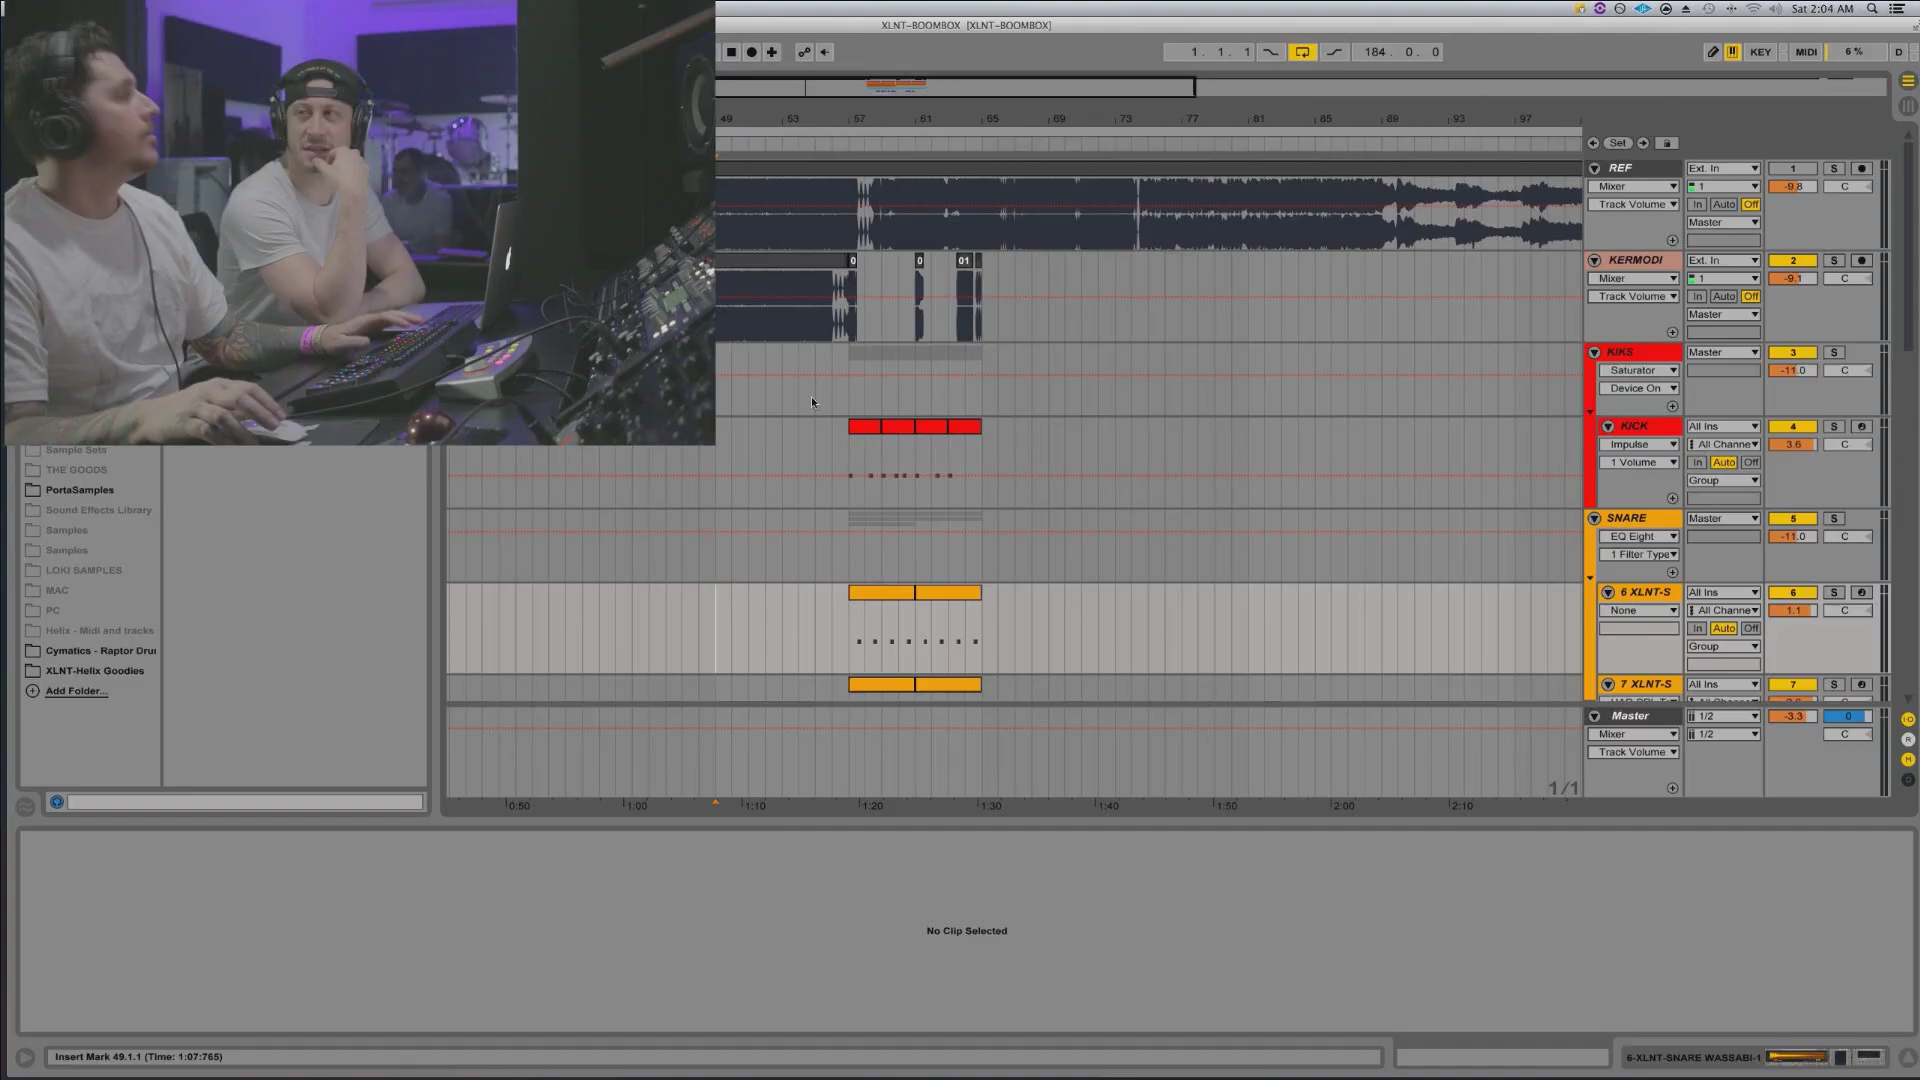 Sat 2:04 AM
XLNT-BOOMBOX [XLNT-BOOMBOX]
1. 1. 1
184. 0. 0
KEY
MIDI
6 %
D
49 53 57 61 65 69 73 77 81 85 89 93 97
Set
REF
Ext. In
1
S
Mixer
1
-9.8
C
Track Volume
In Auto Off
Master
0 0 01
KERMODI
Ext. In
2
S
Mixer
1
-9.1
C
Track Volume
In Auto Off
Master
KIKS
Master
3
S
Saturator
-11.0
C
Device On
KICK
All Ins
4
S
Impulse
All Channe
3.6
C
1 Volume
In Auto Off
Group
SNARE
Master
5
S
EQ Eight
-11.0
C
1 Filter Type
6 XLNT-S
All Ins
6
S
None
All Channe
1.1
C
In Auto Off
Group
7 XLNT-S
All Ins
7
S
Master
1/2
-3.3
0
Mixer
1/2
C
Track Volume
1/1
Sample Sets
THE GOODS
PortaSamples
Sound Effects Library
Samples
Samples
LOKI SAMPLES
MAC
PC
Helix - Midi and tracks
Cymatics - Raptor Dru
XLNT-Helix Goodies
Add Folder...
0:50 1:00 1:10 1:20 1:30 1:40 1:50 2:00 2:10
No Clip Selected
Insert Mark 49.1.1 (Time: 1:07:765)
6-XLNT-SNARE WASSABI-1